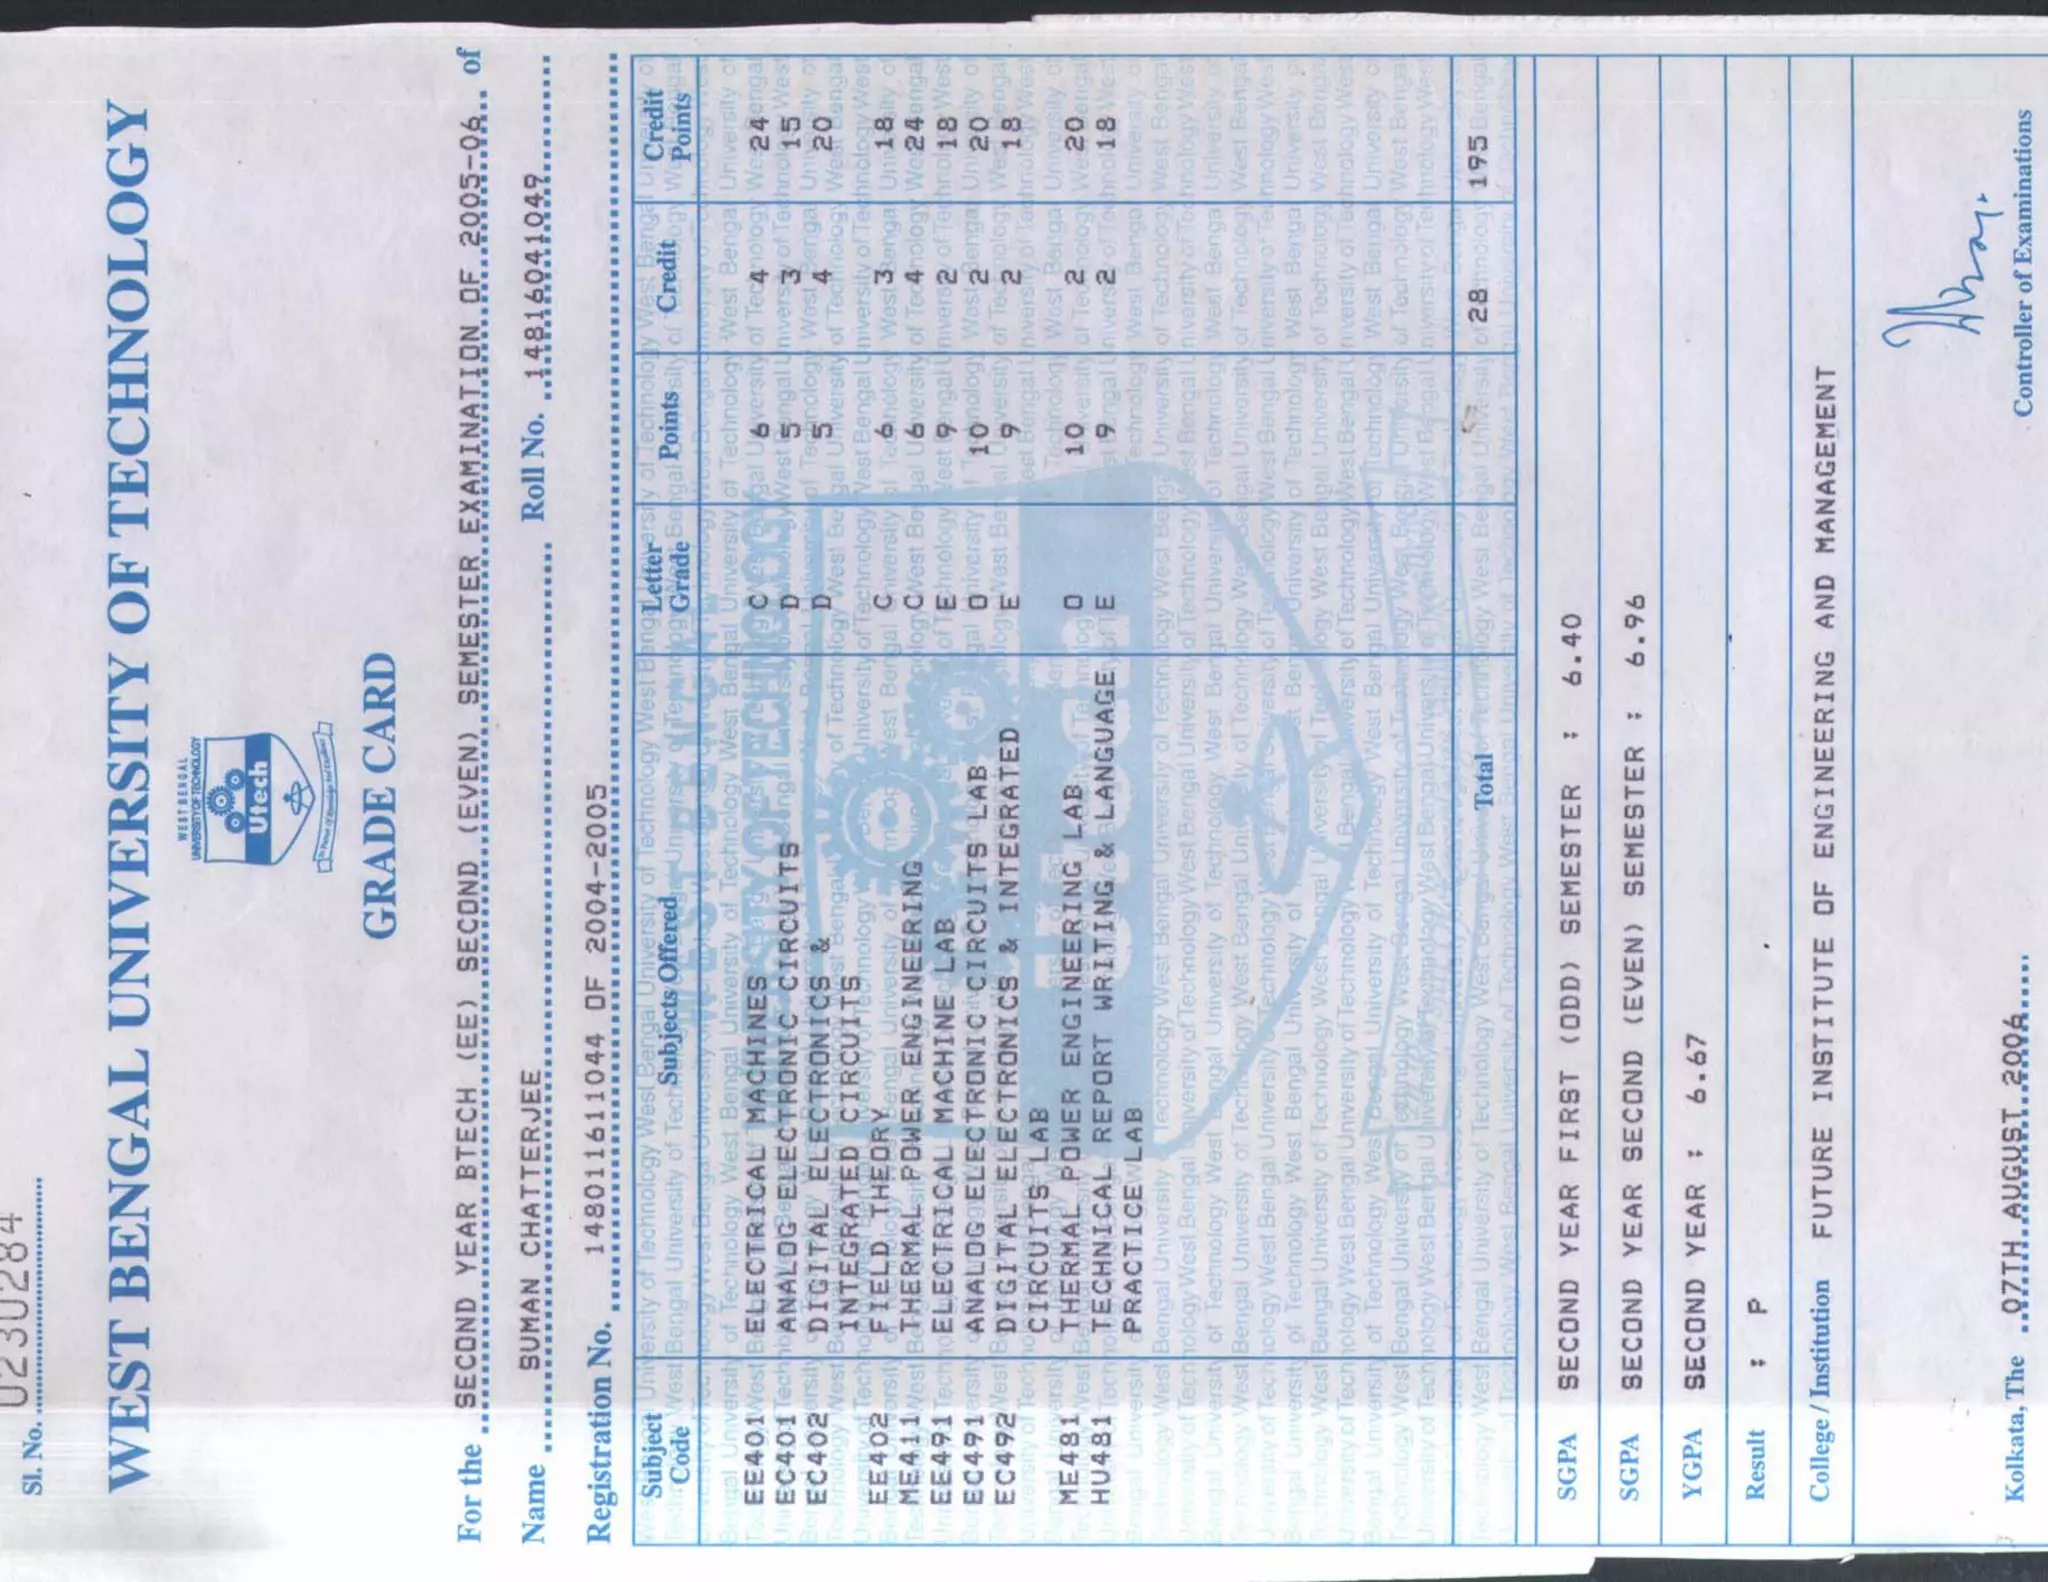 Sl. No. 0230284
WEST BENGAL UNIVERSITY OF TECHNOLOGY
WEST BENGAL
UNIVERSITY OF TECHNOLOGY
Utech
GRADE CARD
For the SECOND YEAR BTECH (EE) SECOND (EVEN) SEMESTER EXAMINATION OF 2005-06 of
Name SUMAN CHATTERJEE Roll No. 14816041049
Registration No. 148011611044 OF 2004-2005
Subject Code Subjects Offered Letter Grade Points Credit Credit Points
EE401 ELECTRICAL MACHINES C 6 4 24
EC401 ANALOG ELECTRONIC CIRCUITS D 5 3 15
EC402 DIGITAL ELECTRONICS & D 5 4 20
INTEGRATED CIRCUITS
EE402 FIELD THEORY C 6 3 18
ME411 THERMAL POWER ENGINEERING C 6 4 24
EE491 ELECTRICAL MACHINE LAB E 9 2 18
EC491 ANALOG ELECTRONIC CIRCUITS LAB O 10 2 20
EC492 DIGITAL ELECTRONICS & INTEGRATED E 9 2 18
CIRCUITS LAB
ME481 THERMAL POWER ENGINEERING LAB O 10 2 20
HU481 TECHNICAL REPORT WRITING & LANGUAGE E 9 2 18
PRACTICE LAB
Total 28 195
SGPA SECOND YEAR FIRST (ODD) SEMESTER : 6.40
SGPA SECOND YEAR SECOND (EVEN) SEMESTER : 6.96
YGPA SECOND YEAR : 6.67
Result : P
College / Institution FUTURE INSTITUTE OF ENGINEERING AND MANAGEMENT
Kolkata, The 07TH AUGUST 2006 Controller of Examinations